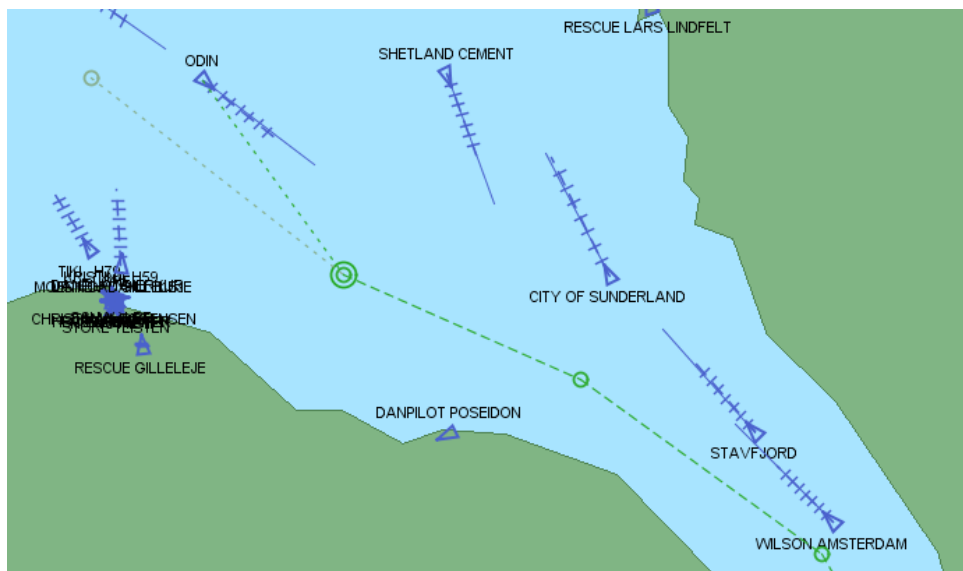 RESCUE LARS LINDFELT
SHETLAND CEMENT
ODIN
CITY OF SUNDERLAND
RESCUE GILLELEJE
DANPILOT POSEIDON
STAVFJORD
WILSON AMSTERDAM